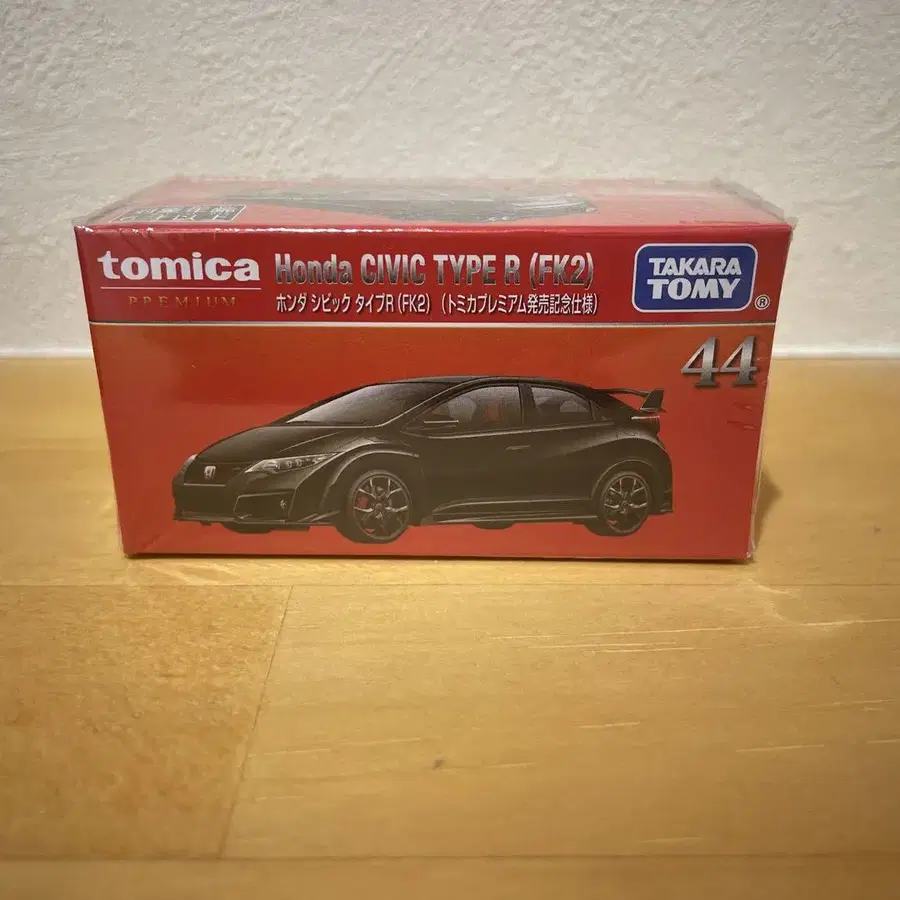 tomica
PREMIUM
Honda CIVIC TYPE R (FK2)
ホンダ シビック タイプR (FK2) (トミカプレミアム発売記念仕様)
TAKARA
TOMY
®
44